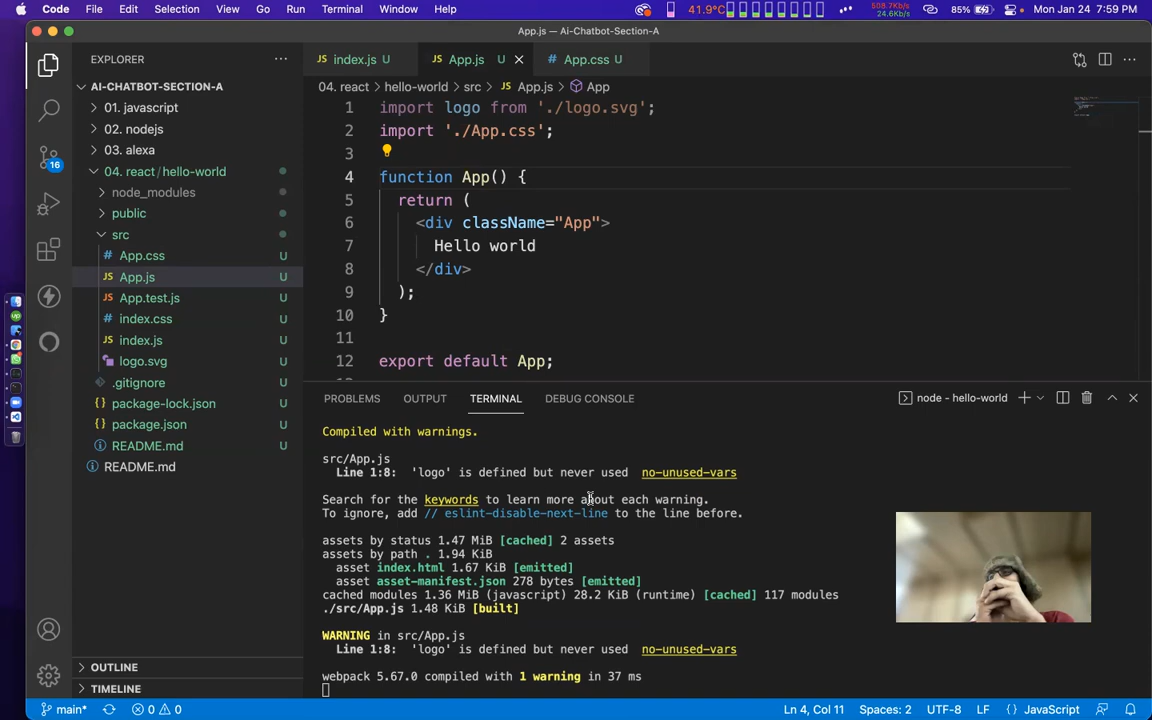 Code File Edit Selection View Go Run Terminal Window Help 41.9°C 508.7Kb/s 24.6Kb/s 85% Mon Jan 24 7:59 PM
App.js — Ai-Chatbot-Section-A
EXPLORER
AI-CHATBOT-SECTION-A
01. javascript
02. nodejs
03. alexa
04. react / hello-world
node_modules
public
src
# App.css U
JS App.js U
JS App.test.js U
# index.css U
JS index.js U
logo.svg U
.gitignore U
{} package-lock.json U
{} package.json U
README.md U
README.md
OUTLINE
TIMELINE
16
JS index.js U
JS App.js U
# App.css U
04. react > hello-world > src > JS App.js > App
1 import logo from './logo.svg';
2 import './App.css';
3
4 function App() {
5 return (
6 <div className="App">
7 Hello world
8 </div>
9 );
10 }
11
12 export default App;
PROBLEMS OUTPUT TERMINAL DEBUG CONSOLE
node - hello-world
Compiled with warnings.
src/App.js
Line 1:8: 'logo' is defined but never used no-unused-vars
Search for the keywords to learn more about each warning.
To ignore, add // eslint-disable-next-line to the line before.
assets by status 1.47 MiB [cached] 2 assets
assets by path . 1.94 KiB
asset index.html 1.67 KiB [emitted]
asset asset-manifest.json 278 bytes [emitted]
cached modules 1.36 MiB (javascript) 28.2 KiB (runtime) [cached] 117 modules
./src/App.js 1.48 KiB [built]
WARNING in src/App.js
Line 1:8: 'logo' is defined but never used no-unused-vars
webpack 5.67.0 compiled with 1 warning in 37 ms
main* 0 0 Ln 4, Col 11 Spaces: 2 UTF-8 LF {} JavaScript